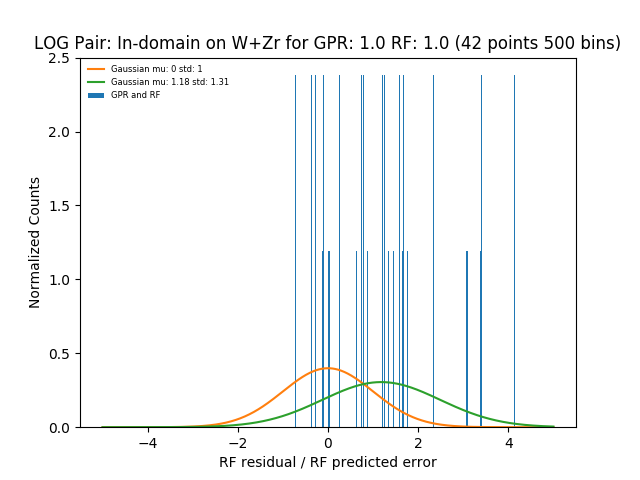 LOG Pair: In-domain on W+Zr for GPR: 1.0 RF: 1.0 (42 points 500 bins)
2.5
Gaussian mu: 0 std: 1
Gaussian mu: 1.18 std: 1.31
GPR and RF
2.0
1.5
1.0
0.5
0.0
Normalized Counts
−4
−2
0
2
4
RF residual / RF predicted error